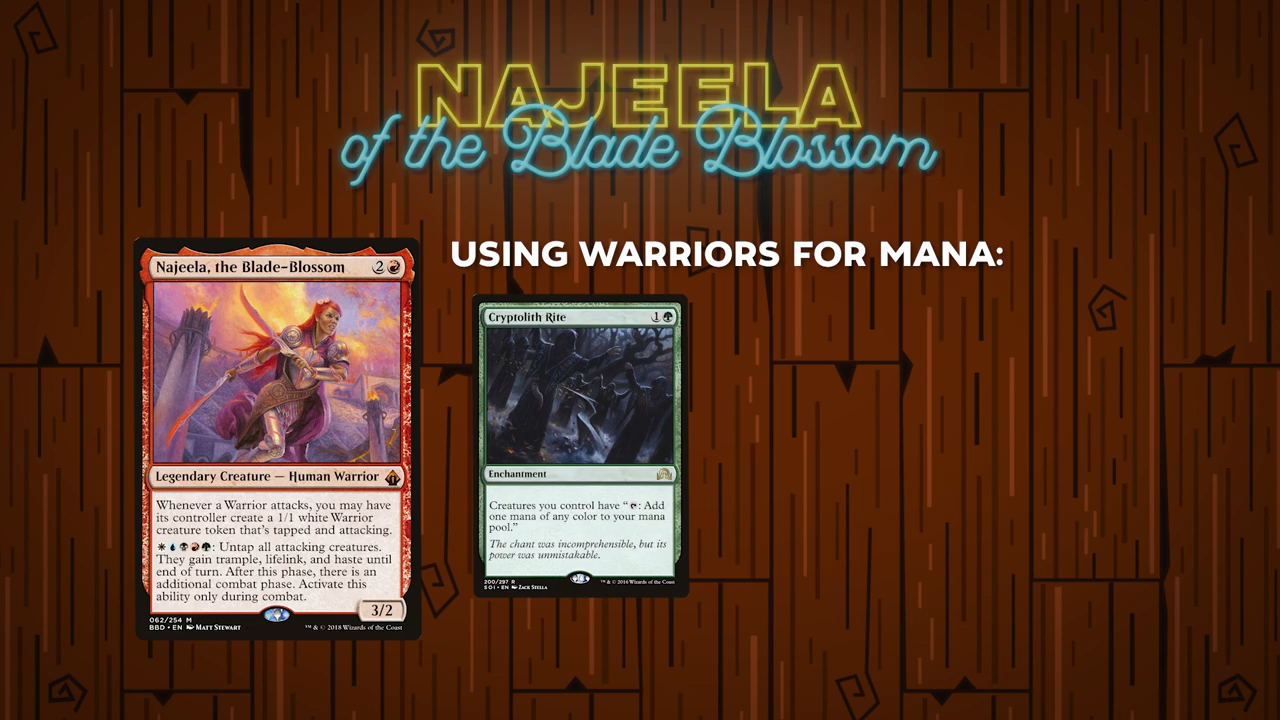 NAJEELA
of the Blade Blossom
USING WARRIORS FOR MANA:
Najeela, the Blade-Blossom 2
Legendary Creature — Human Warrior
Whenever a Warrior attacks, you may have
its controller create a 1/1 white Warrior
creature token that's tapped and attacking.
: Untap all attacking creatures.
They gain trample, lifelink, and haste until
end of turn. After this phase, there is an
additional combat phase. Activate this
ability only during combat.
3/2
062/254 M
BBD • EN Matt Stewart
™ & © 2018 Wizards of the Coast
Cryptolith Rite 1
Enchantment
Creatures you control have “: Add
one mana of any color to your mana
pool.”
The chant was incomprehensible, but its
power was unmistakable.
200/297 R
SOI • EN Zack Stella
™ & © 2016 Wizards of the Coast